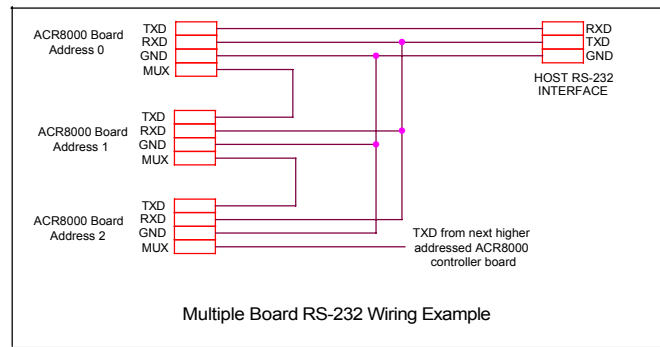 ACR8000 Board
Address 0
TXD
RXD
GND
MUX
RXD
TXD
GND
HOST RS-232
INTERFACE
ACR8000 Board
Address 1
TXD
RXD
GND
MUX
ACR8000 Board
Address 2
TXD
RXD
GND
MUX
TXD from next higher
addressed ACR8000
controller board
Multiple Board RS-232 Wiring Example